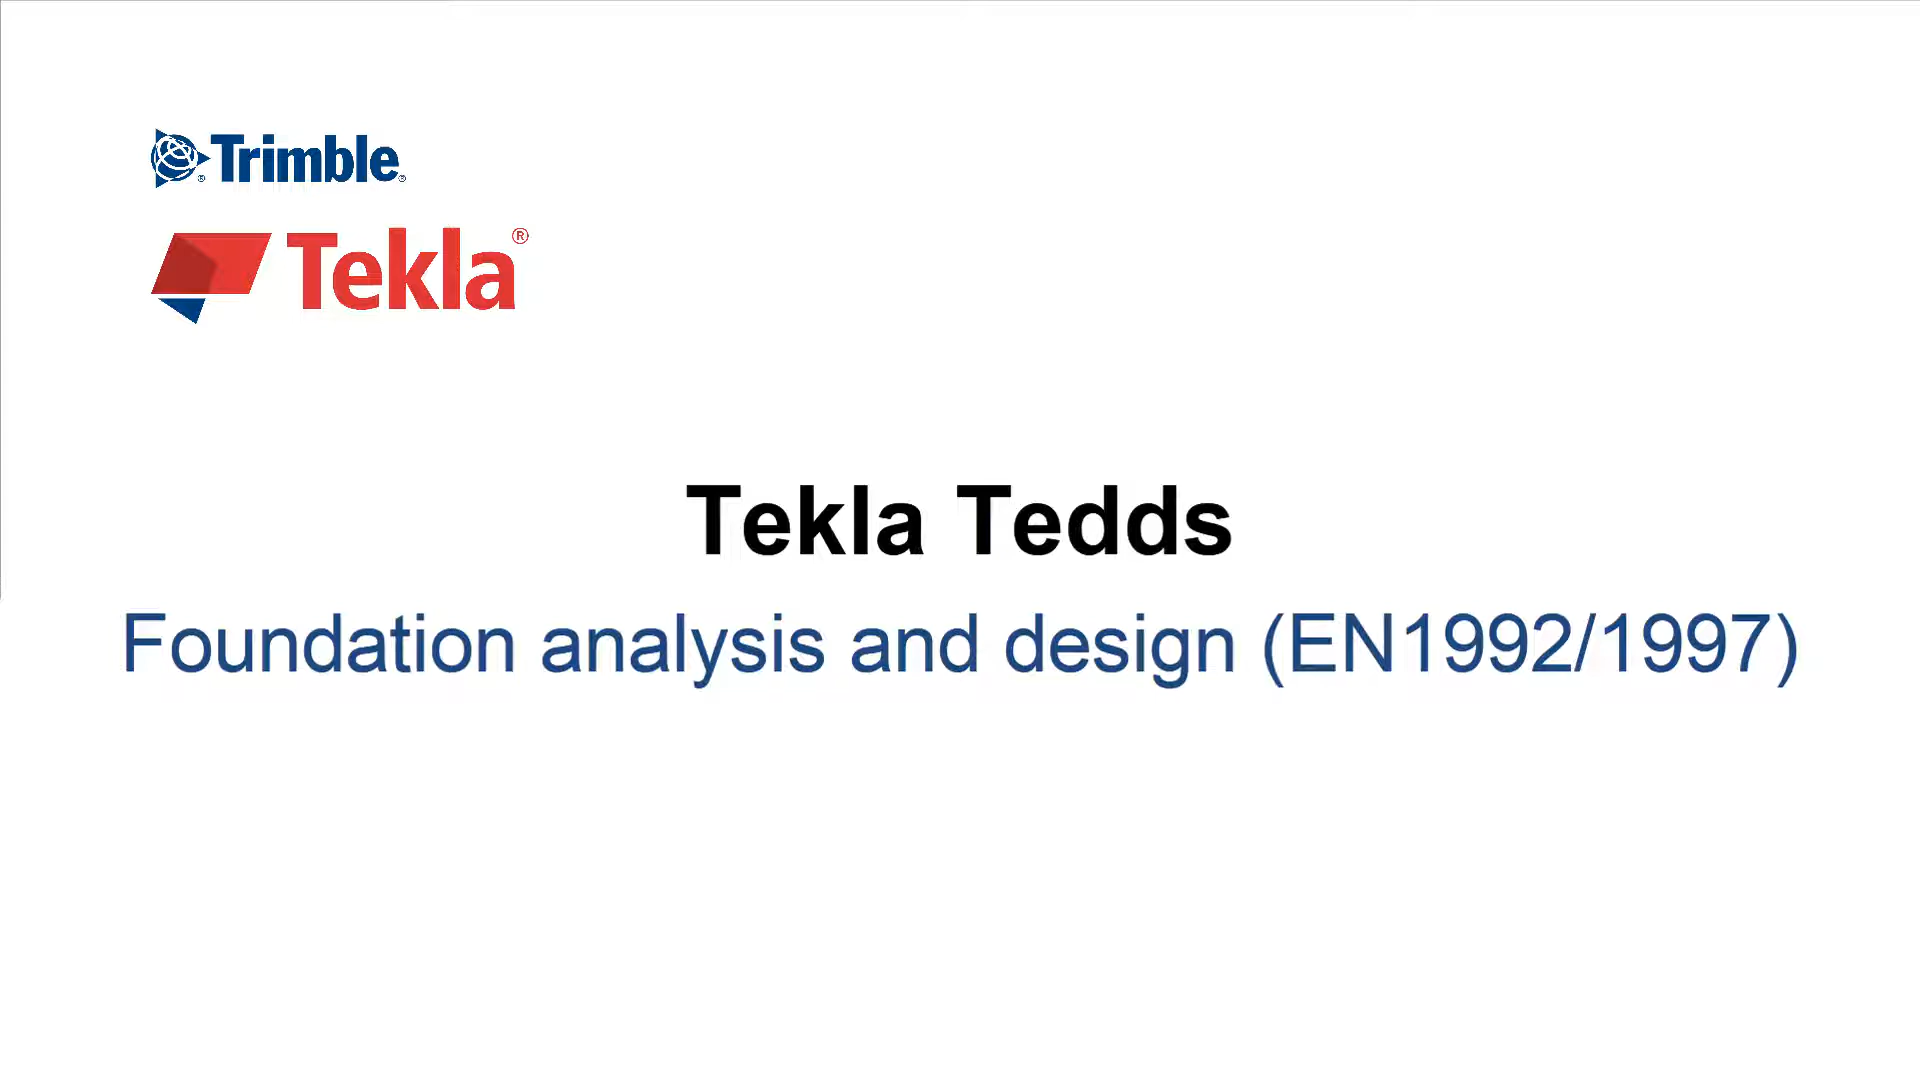 Trimble®
Tekla®
Tekla Tedds
Foundation analysis and design (EN1992/1997)